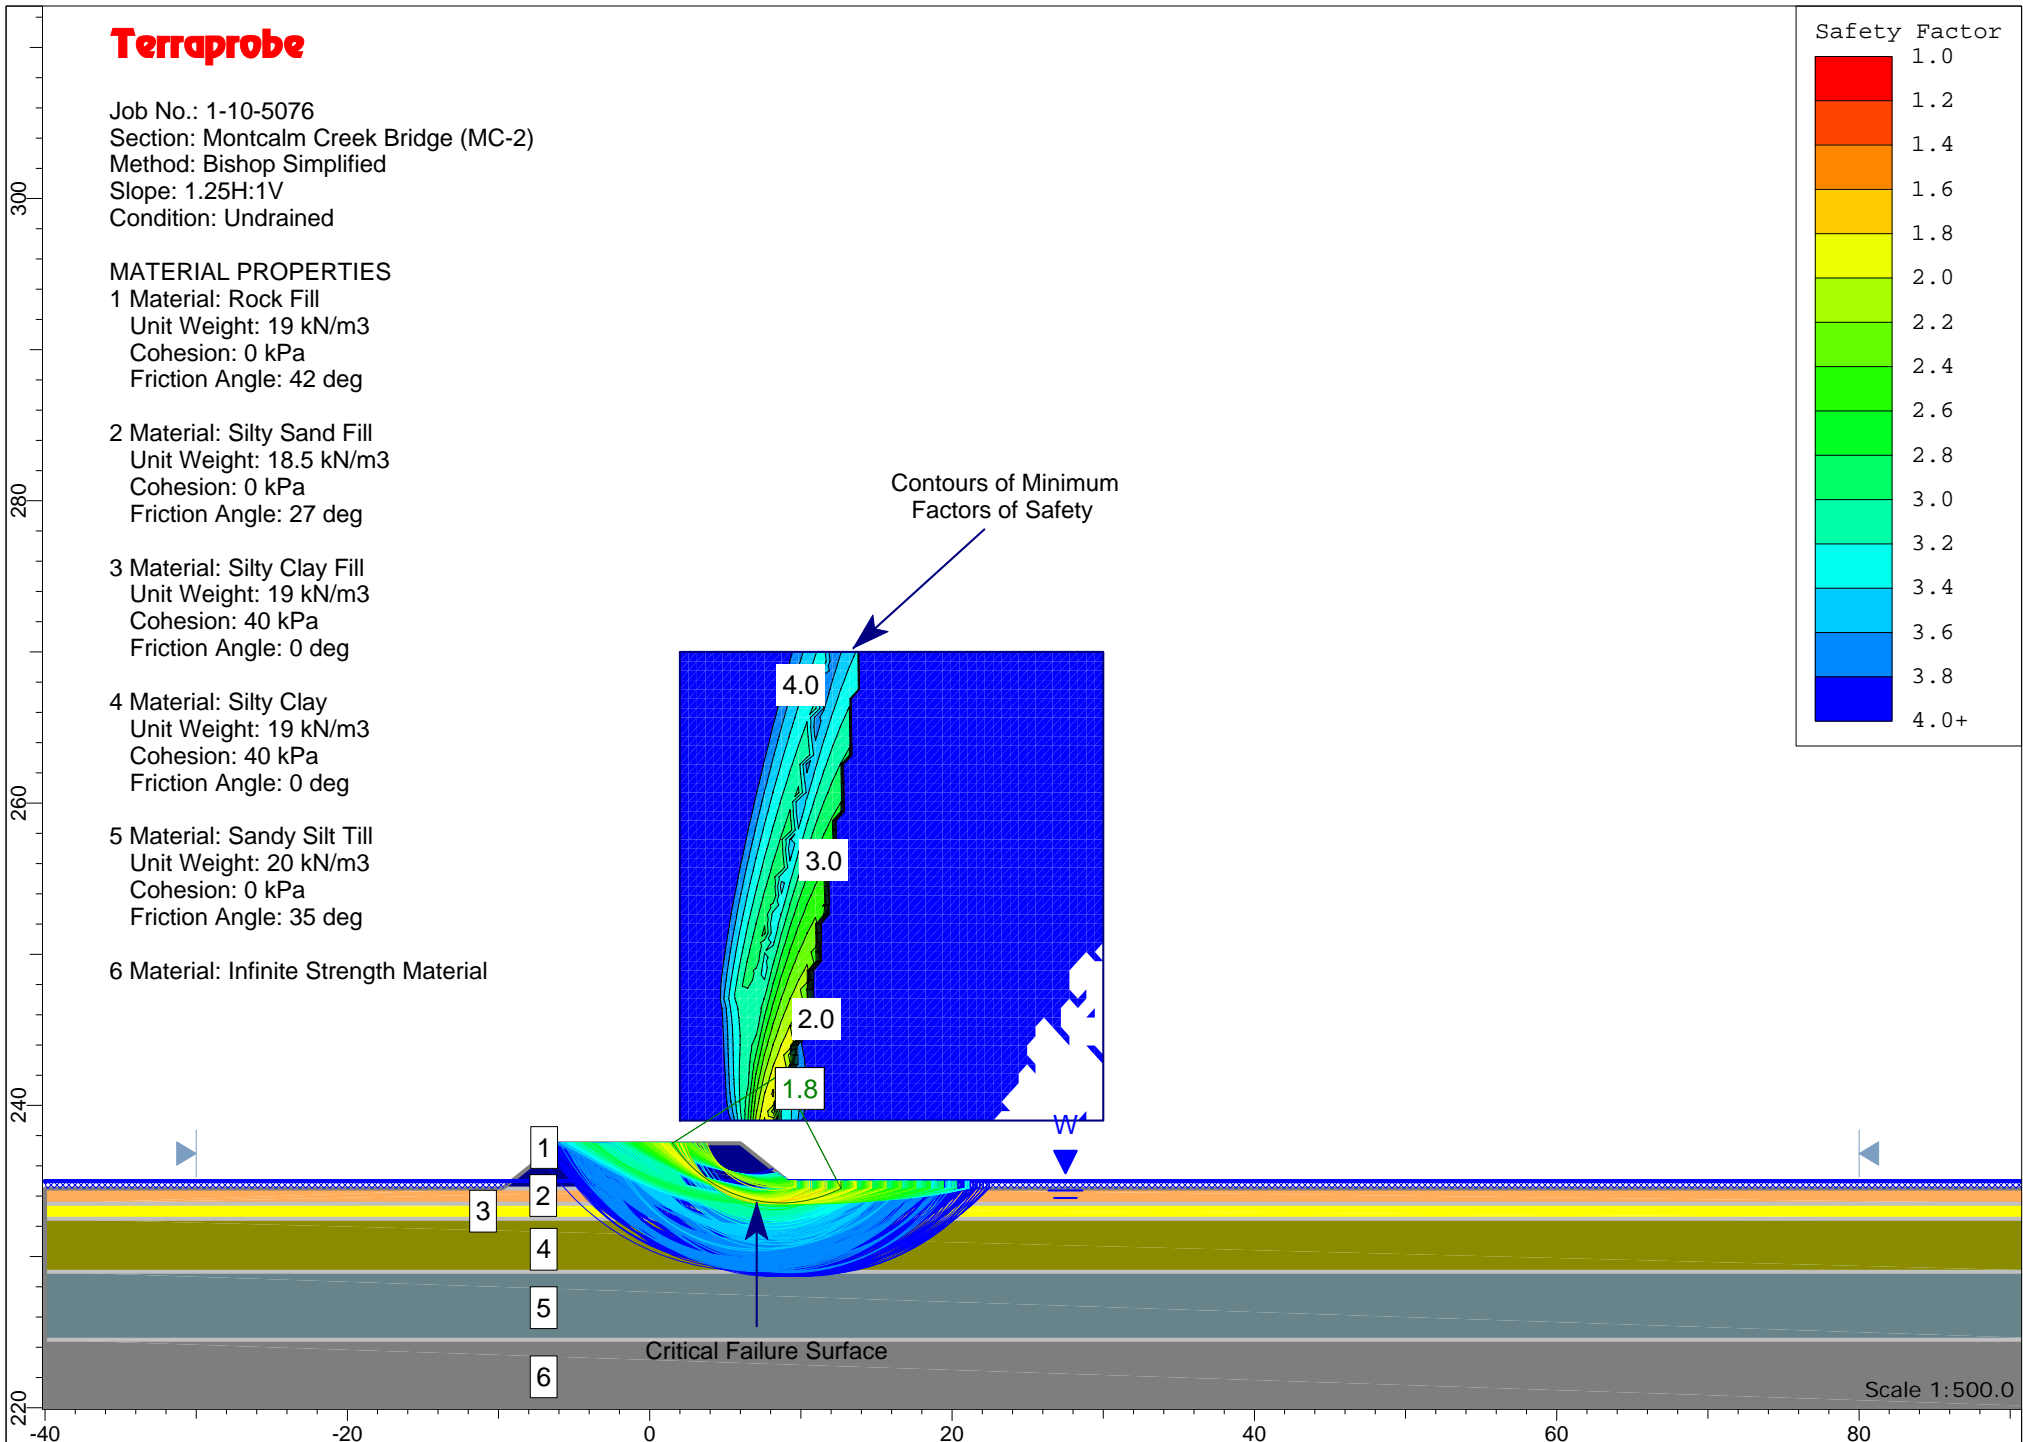 Terraprobe
Job No.: 1-10-5076
Section: Montcalm Creek Bridge (MC-2)
Method: Bishop Simplified
Slope: 1.25H:1V
Condition: Undrained
MATERIAL PROPERTIES
1 Material: Rock Fill
Unit Weight: 19 kN/m3
Cohesion: 0 kPa
Friction Angle: 42 deg
2 Material: Silty Sand Fill
Unit Weight: 18.5 kN/m3
Cohesion: 0 kPa
Friction Angle: 27 deg
3 Material: Silty Clay Fill
Unit Weight: 19 kN/m3
Cohesion: 40 kPa
Friction Angle: 0 deg
4 Material: Silty Clay
Unit Weight: 19 kN/m3
Cohesion: 40 kPa
Friction Angle: 0 deg
5 Material: Sandy Silt Till
Unit Weight: 20 kN/m3
Cohesion: 0 kPa
Friction Angle: 35 deg
6 Material: Infinite Strength Material
Safety Factor
1.0
1.2
1.4
1.6
1.8
2.0
2.2
2.4
2.6
2.8
3.0
3.2
3.4
3.6
3.8
4.0+
Contours of Minimum
Factors of Safety
4.0
3.0
2.0
1.8
W
1
2
3
4
5
6
Critical Failure Surface
Scale 1:500.0
300
280
260
240
220
-40
-20
0
20
40
60
80